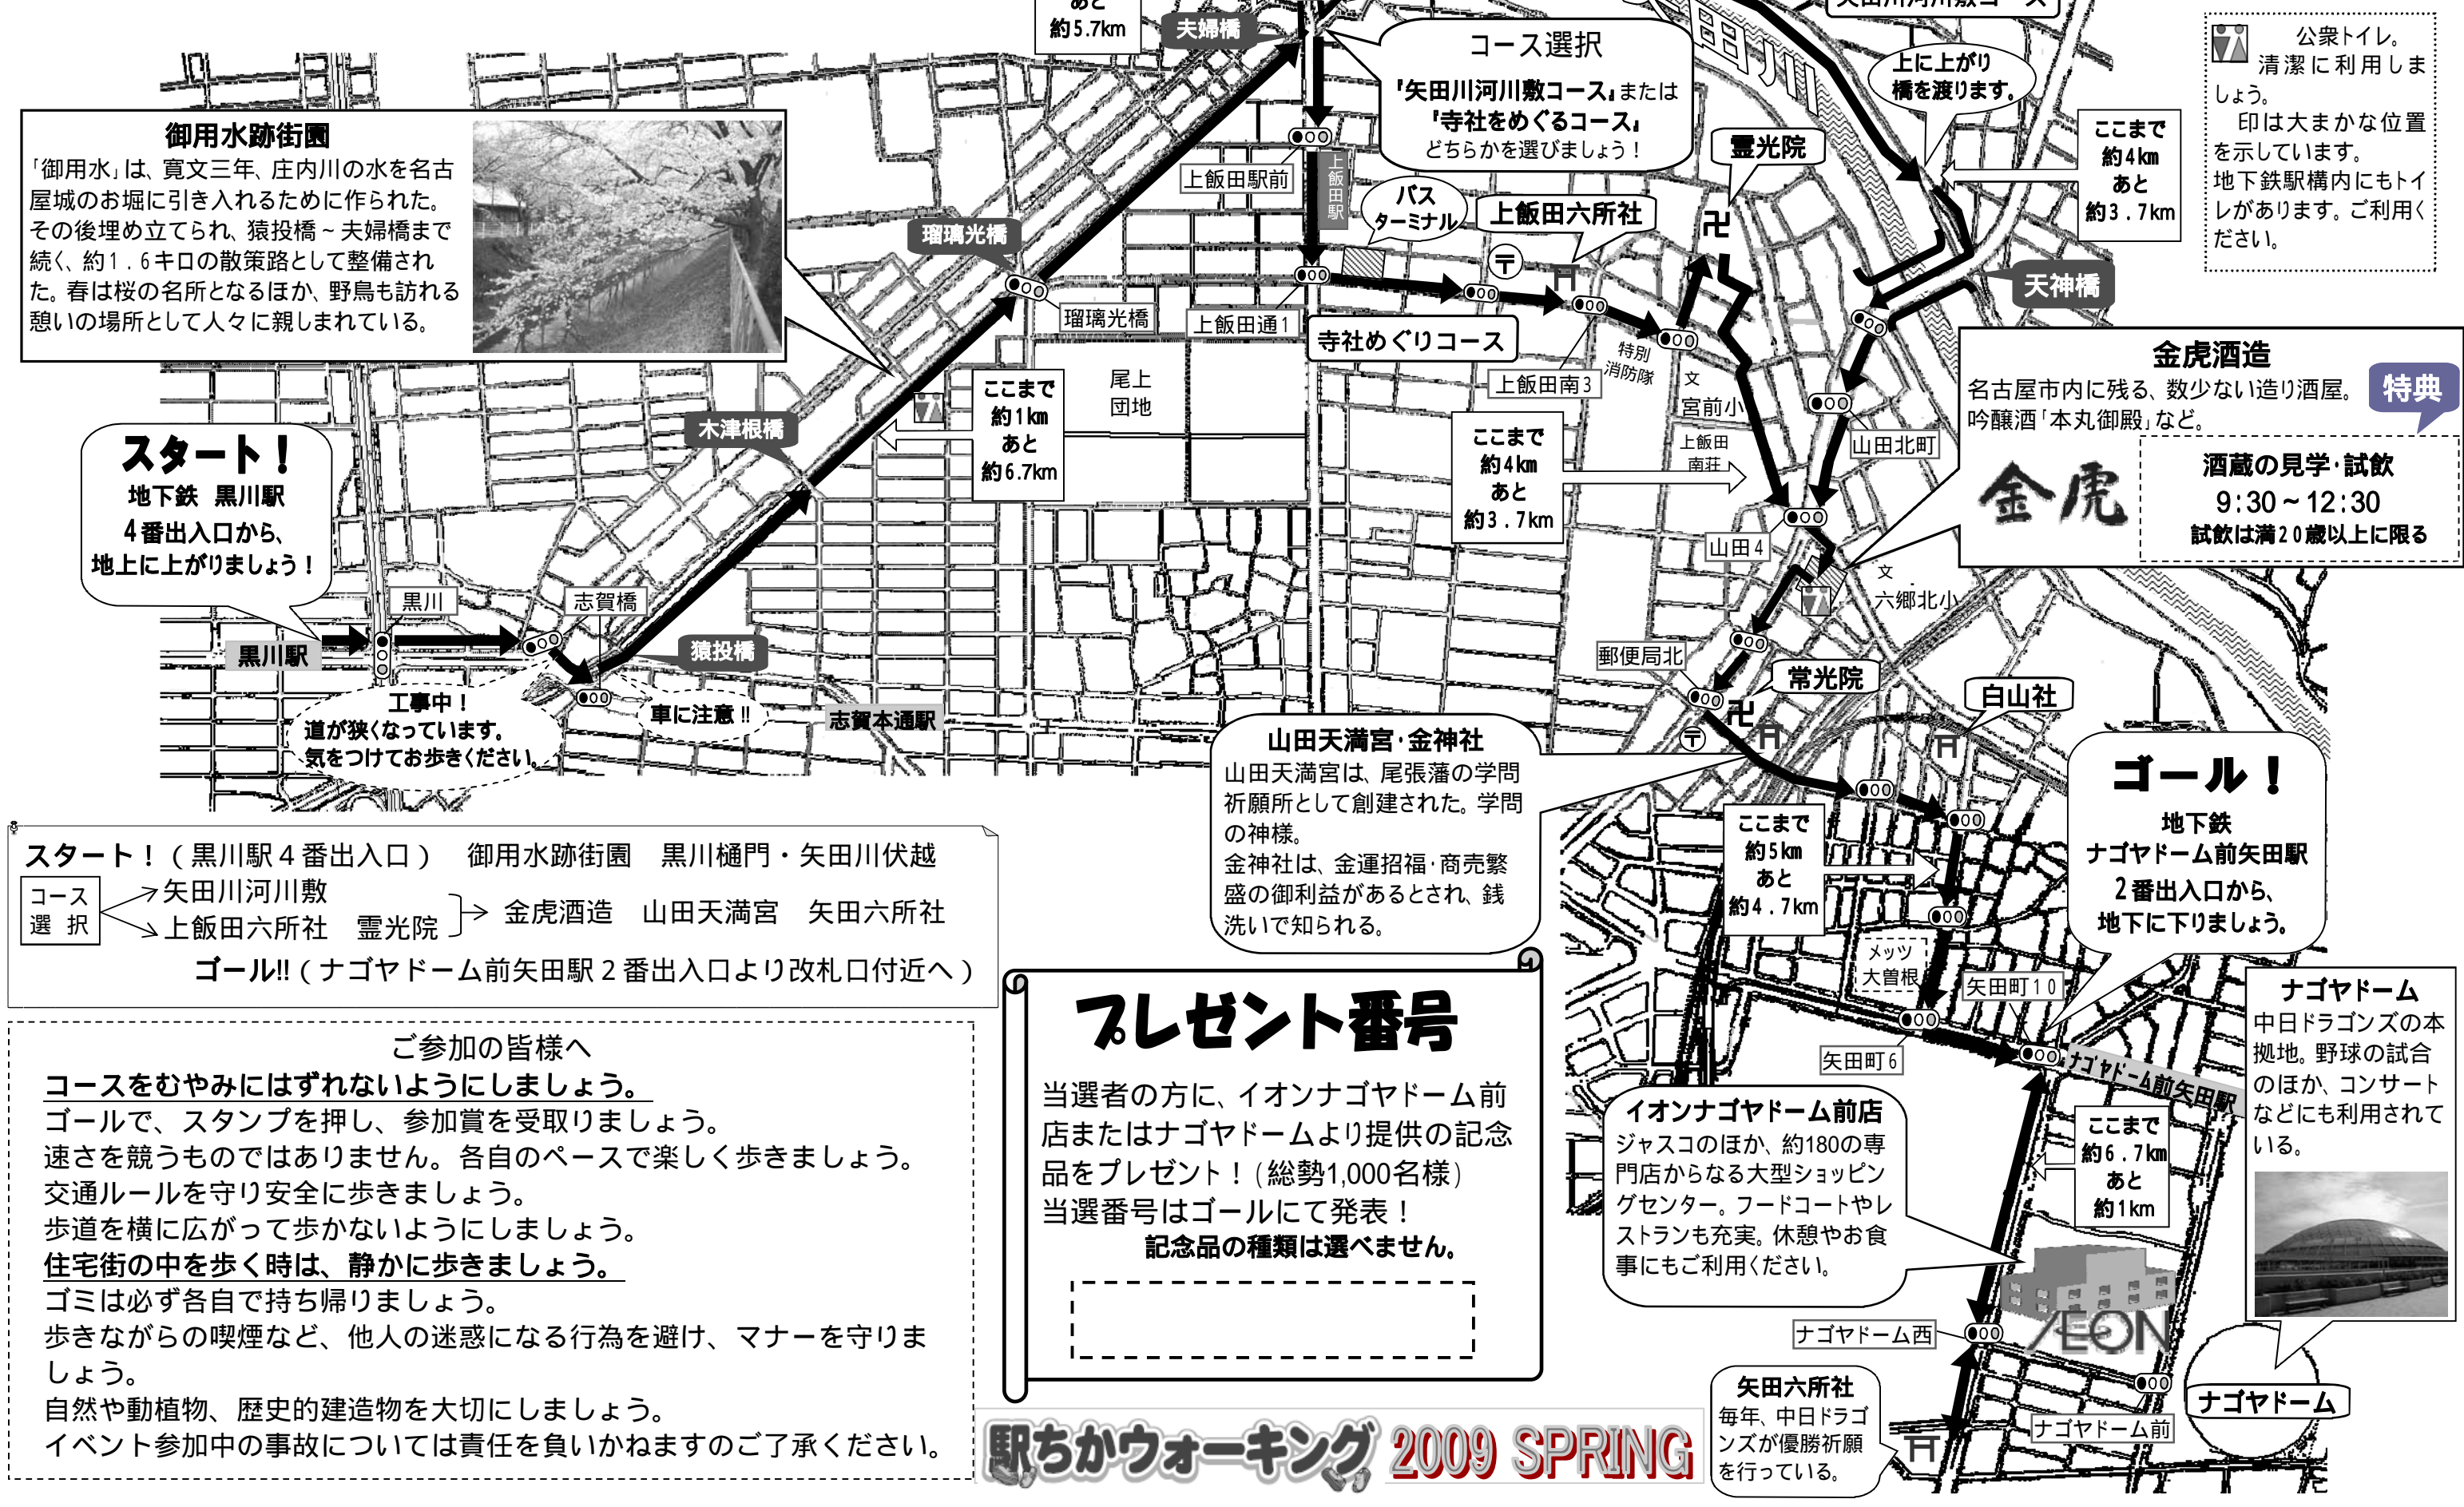 あと
約5.7km
夫婦橋
コース選択
『矢田川河川敷コース』または
『寺社をめぐるコース』
どちらかを選びましょう！
田川
上に上がり
橋を渡ります。
ここまで
約4km
あと
約3.7km
公衆トイレ。
清潔に利用しま
しょう。
印は大まかな位置
を示しています。
地下鉄駅構内にもトイ
レがあります。ご利用く
ださい。
御用水跡街園
「御用水」は、寛文三年、庄内川の水を名古
屋城のお堀に引き入れるために作られた。
その後埋め立てられ、猿投橋~夫婦橋まで
続く、約1.6キロの散策路として整備され
た。春は桜の名所となるほか、野鳥も訪れる
憩いの場所として人々に親しまれている。
上飯田駅前
上飯田駅
バス
ターミナル
上飯田六所社
霊光院
卍
〒
天神橋
瑠璃光橋
瑠璃光橋
上飯田通1
寺社めぐりコース
上飯田南3
特別
消防隊
文
宮前小
上飯田
南荘
山田北町
金虎酒造
名古屋市内に残る、数少ない造り酒屋。
吟醸酒「本丸御殿」など。
特典
金虎
酒蔵の見学・試飲
9:30~12:30
試飲は満20歳以上に限る
尾上
団地
ここまで
約1km
あと
約6.7km
木津根橋
ここまで
約4km
あと
約3.7km
山田4
文
六郷北小
スタート！
地下鉄 黒川駅
4番出入口から、
地上に上がりましょう！
黒川
志賀橋
黒川駅
猿投橋
工事中！
道が狭くなっています。
気をつけてお歩きください。
車に注意!!
志賀本通駅
郵便局北
常光院
卍
〒
白山社
山田天満宮・金神社
山田天満宮は、尾張藩の学問
祈願所として創建された。学問
の神様。
金神社は、金運招福・商売繁
盛の御利益があるとされ、銭
洗いで知られる。
ゴール！
地下鉄
ナゴヤドーム前矢田駅
2番出入口から、
地下に下りましょう。
ここまで
約5km
あと
約4.7km
メッツ
大曽根
矢田町10
矢田町6
ナゴヤドーム前矢田駅
スタート！（黒川駅４番出入口） 御用水跡街園 黒川樋門・矢田川伏越
コース
選 択
矢田川河川敷
上飯田六所社 霊光院
金虎酒造 山田天満宮 矢田六所社
ゴール!!（ナゴヤドーム前矢田駅２番出入口より改札口付近へ）
ご参加の皆様へ
コースをむやみにはずれないようにしましょう。
ゴールで、スタンプを押し、参加賞を受取りましょう。
速さを競うものではありません。各自のペースで楽しく歩きましょう。
交通ルールを守り安全に歩きましょう。
歩道を横に広がって歩かないようにしましょう。
住宅街の中を歩く時は、静かに歩きましょう。
ゴミは必ず各自で持ち帰りましょう。
歩きながらの喫煙など、他人の迷惑になる行為を避け、マナーを守りま
しょう。
自然や動植物、歴史的建造物を大切にしましょう。
イベント参加中の事故については責任を負いかねますのご了承ください。
プレゼント番号
当選者の方に、イオンナゴヤドーム前
店またはナゴヤドームより提供の記念
品をプレゼント！(総勢1,000名様)
当選番号はゴールにて発表！
記念品の種類は選べません。
駅ちかウォーキング 2009 SPRING
イオンナゴヤドーム前店
ジャスコのほか、約180の専
門店からなる大型ショッピン
グセンター。フードコートやレ
ストランも充実。休憩やお食
事にもご利用ください。
ここまで
約6.7km
あと
約1km
ナゴヤドーム
中日ドラゴンズの本
拠地。野球の試合
のほか、コンサート
などにも利用されて
いる。
ÆON
ナゴヤドーム西
ナゴヤドーム前
ナゴヤドーム
矢田六所社
毎年、中日ドラゴ
ンズが優勝祈願
を行っている。